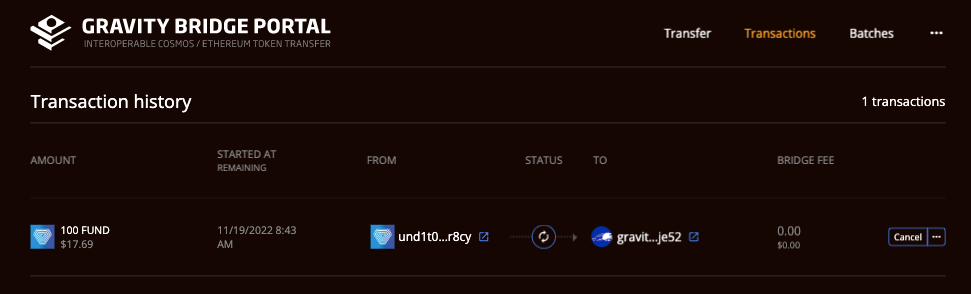 GRAVITY BRIDGE PORTAL
INTEROPERABLE COSMOS / ETHEREUM TOKEN TRANSFER
Transfer
Transactions
Batches
•••
Transaction history
1 transactions
AMOUNT
STARTED AT
REMAINING
FROM
STATUS
TO
BRIDGE FEE
100 FUND
$17.69
11/19/2022 8:43
AM
und1t0...r8cy
gravit...je52
0.00
$0.00
Cancel
•••